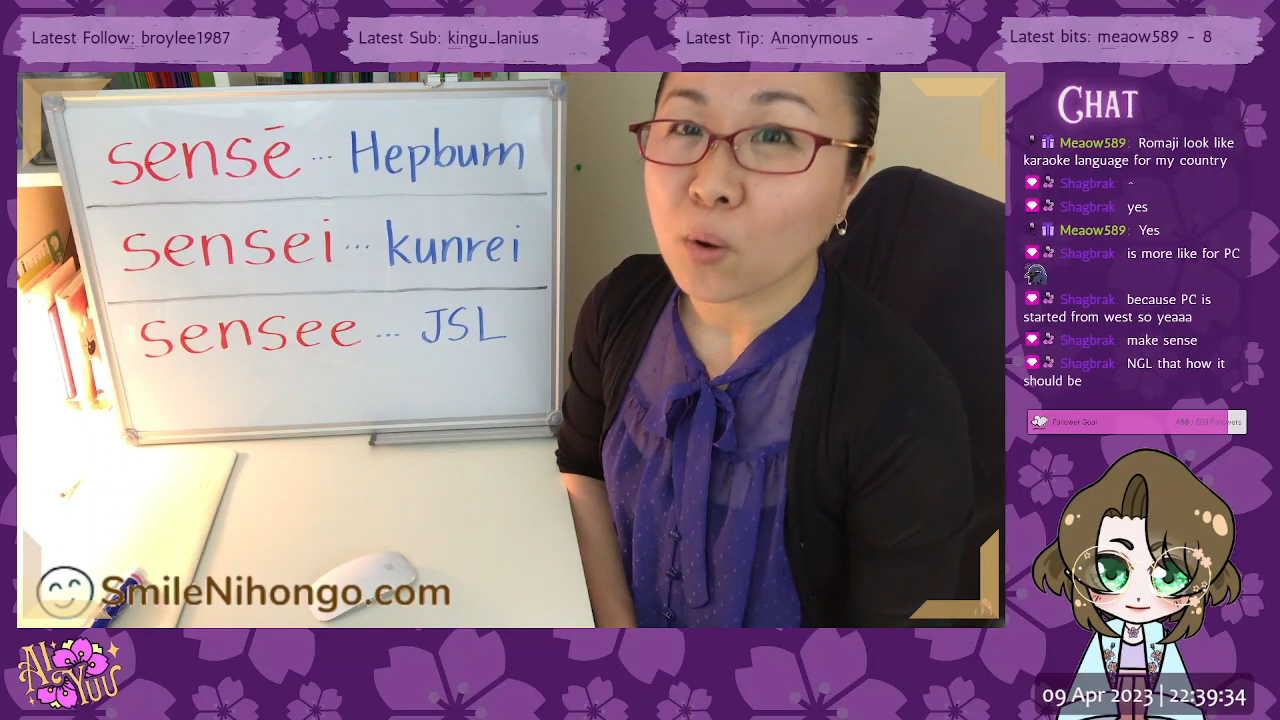 Latest Follow: broylee1987
Latest Sub: kingu_lanius
Latest Tip: Anonymous -
Latest bits: meaow589 - 8
sensē ... Hepburn
sensei ... kunrei
sensee ... JSL
SmileNihongo.com
CHAT
Meaow589: Romaji look like
karaoke language for my country
Shagbrak: ^
Shagbrak: yes
Meaow589: Yes
Shagbrak: is more like for PC
Shagbrak: because PC is
started from west so yeaaa
Shagbrak: make sense
Shagbrak: NGL that how it
should be
Follower Goal
Followers
AI YUU
09 Apr 2023 | 22:39:34